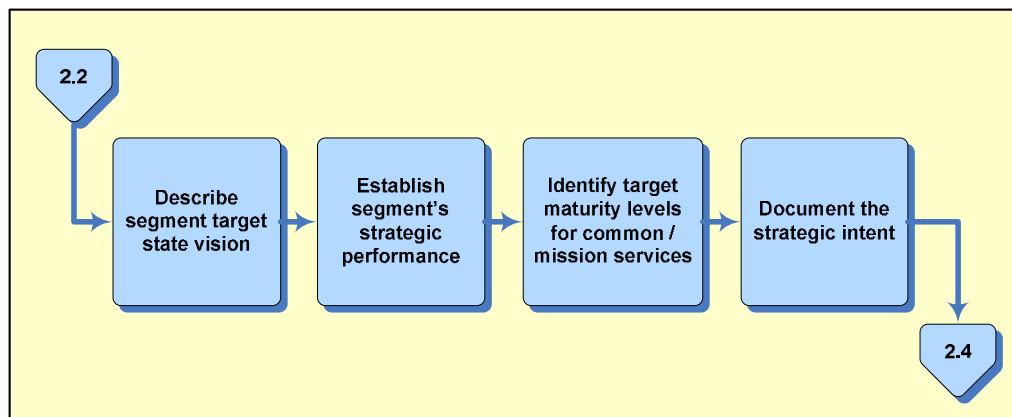 2.2
Describe
segment target
state vision
Establish
segment's
strategic
performance
Identify target
maturity levels
for common /
mission services
Document the
strategic intent
2.4